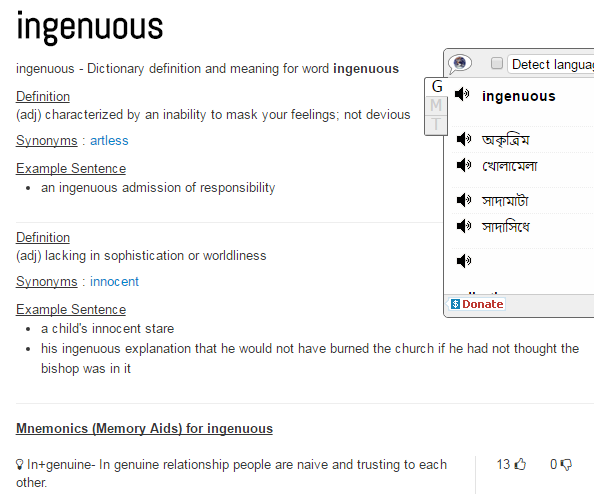 ingenuous
ingenuous - Dictionary definition and meaning for word ingenuous
Definition
(adj) characterized by an inability to mask your feelings; not devious
Synonyms : artless
Example Sentence
an ingenuous admission of responsibility
Definition
(adj) lacking in sophistication or worldliness
Synonyms : innocent
Example Sentence
a child's innocent stare
his ingenuous explanation that he would not have burned the church if he had not thought the
bishop was in it
Mnemonics (Memory Aids) for ingenuous
In+genuine- In genuine relationship people are naive and trusting to each
other.
13
0
Detect langua
G
M
T
ingenuous
অকৃত্রিম
খোলামেলা
সাদামাটা
সাদাসিধে
$ Donate